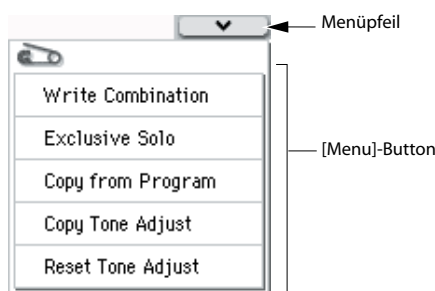 Menüpfeil
Write Combination
Exclusive Solo
[Menu]-Button
Copy from Program
Copy Tone Adjust
Reset Tone Adjust